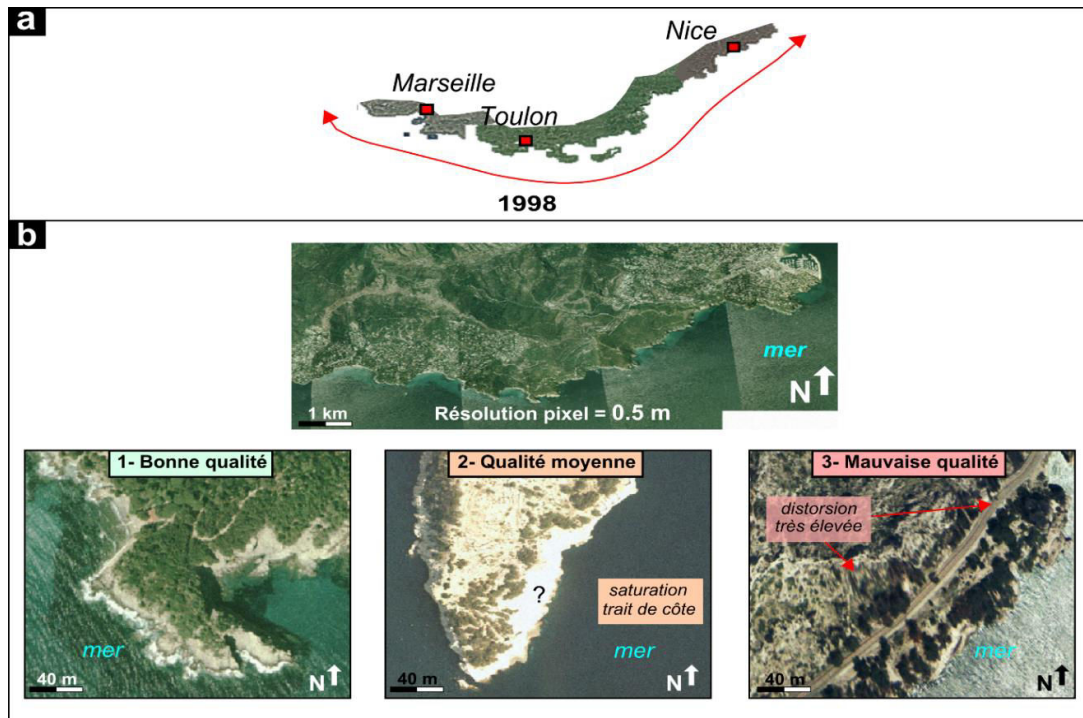 a
Nice
Marseille
Toulon
1998
b
mer
N
1 km
Résolution pixel = 0.5 m
1- Bonne qualité
mer
40 m
N
2- Qualité moyenne
?
saturation
trait de côte
mer
40 m
N
3- Mauvaise qualité
distorsion
très élevée
mer
40 m
N